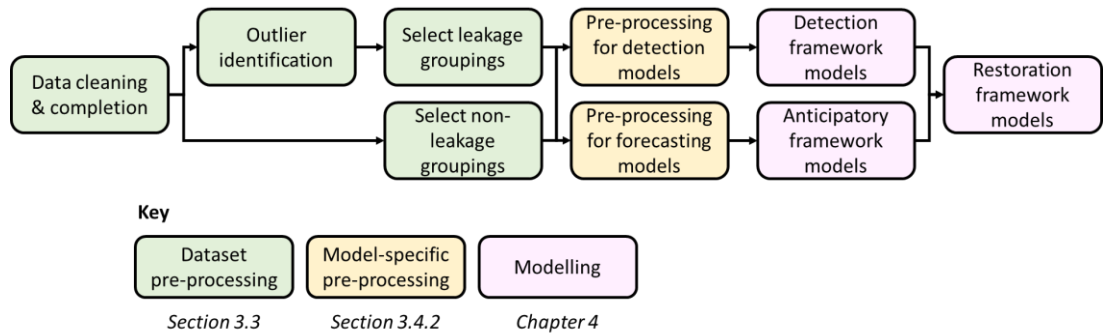 Outlier
identification
Select leakage
groupings
Pre-processing
for detection
models
Detection
framework
models
Data cleaning
& completion
Restoration
framework
models
Select non-
leakage
groupings
Pre-processing
for forecasting
models
Anticipatory
framework
models
Key
Dataset
pre-processing
Model-specific
pre-processing
Modelling
Section 3.3
Section 3.4.2
Chapter 4